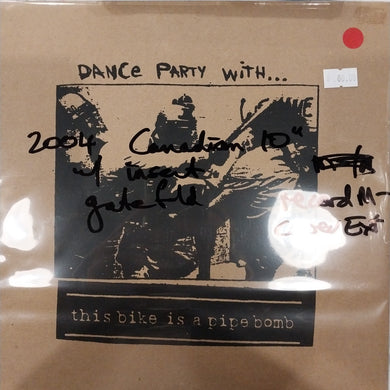 DANCE PARTY WITH...
2004 Canadian 10"
w/ insert
gatefold
record M-
Cover Ex+
this bike is a pipe bomb